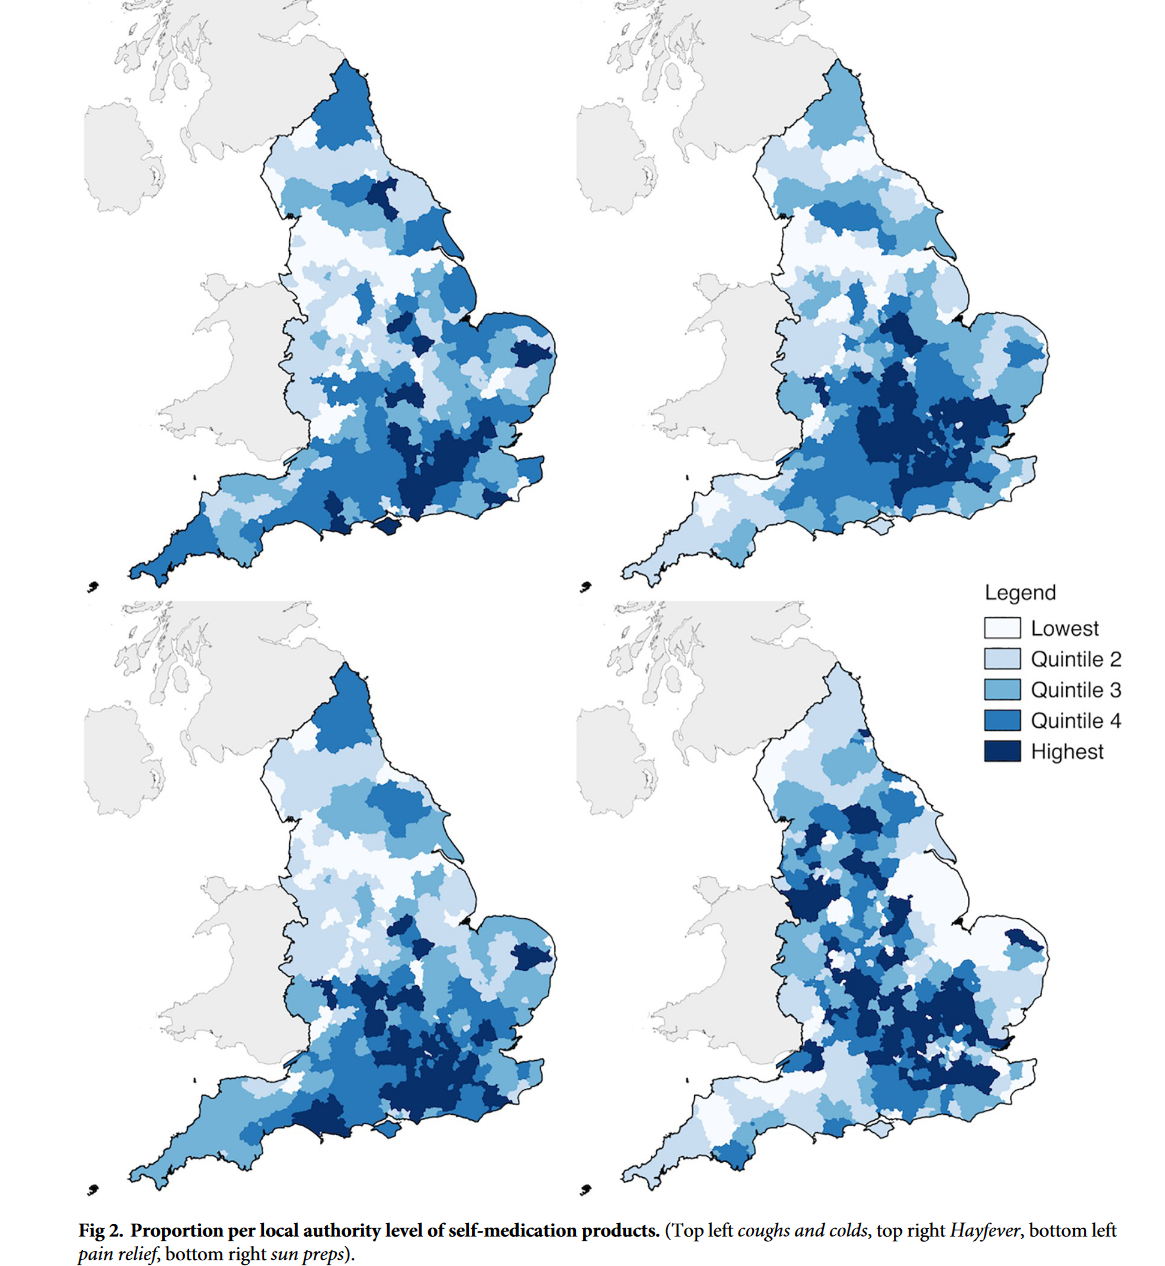 Legend
Lowest
Quintile 2
Quintile 3
Quintile 4
Highest
Fig 2. Proportion per local authority level of self-medication products. (Top left coughs and colds, top right Hayfever, bottom left
pain relief, bottom right sun preps).